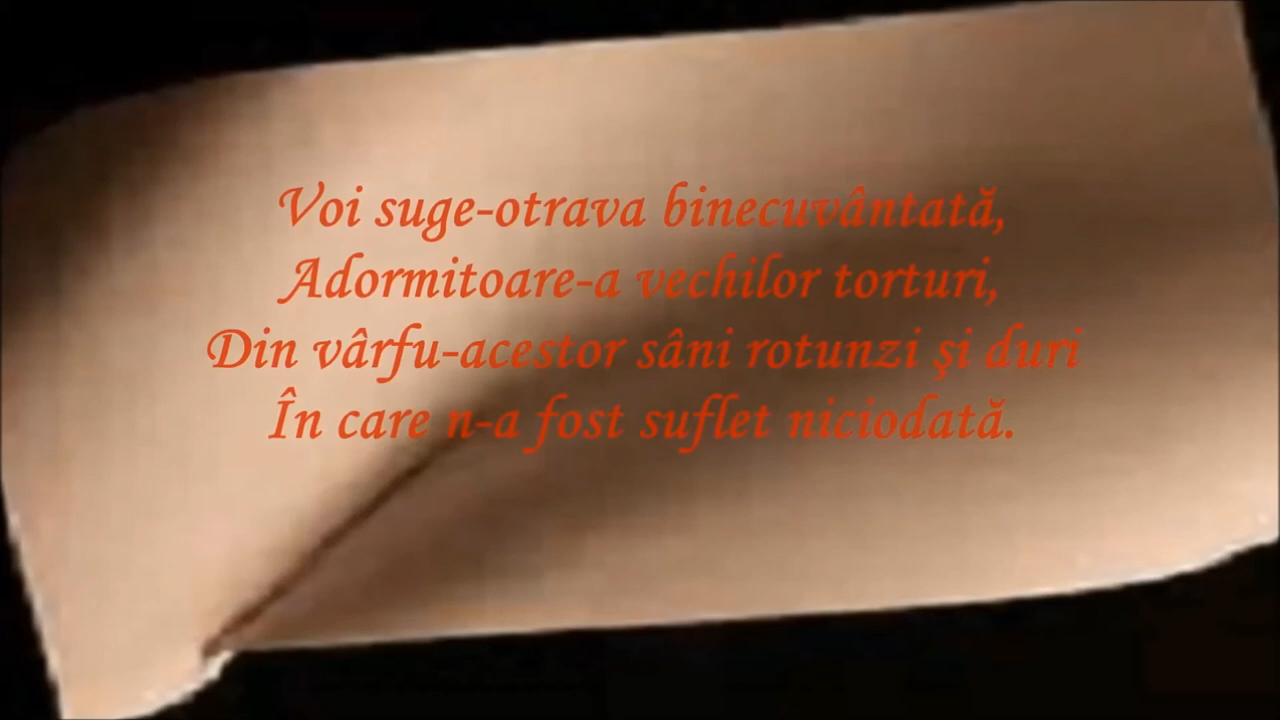 Voi suge-otrava binecuvântată,
Adormitoare-a vechilor torturi,
Din vârfu-acestor sâni rotunzi şi duri
În care n-a fost suflet niciodată.